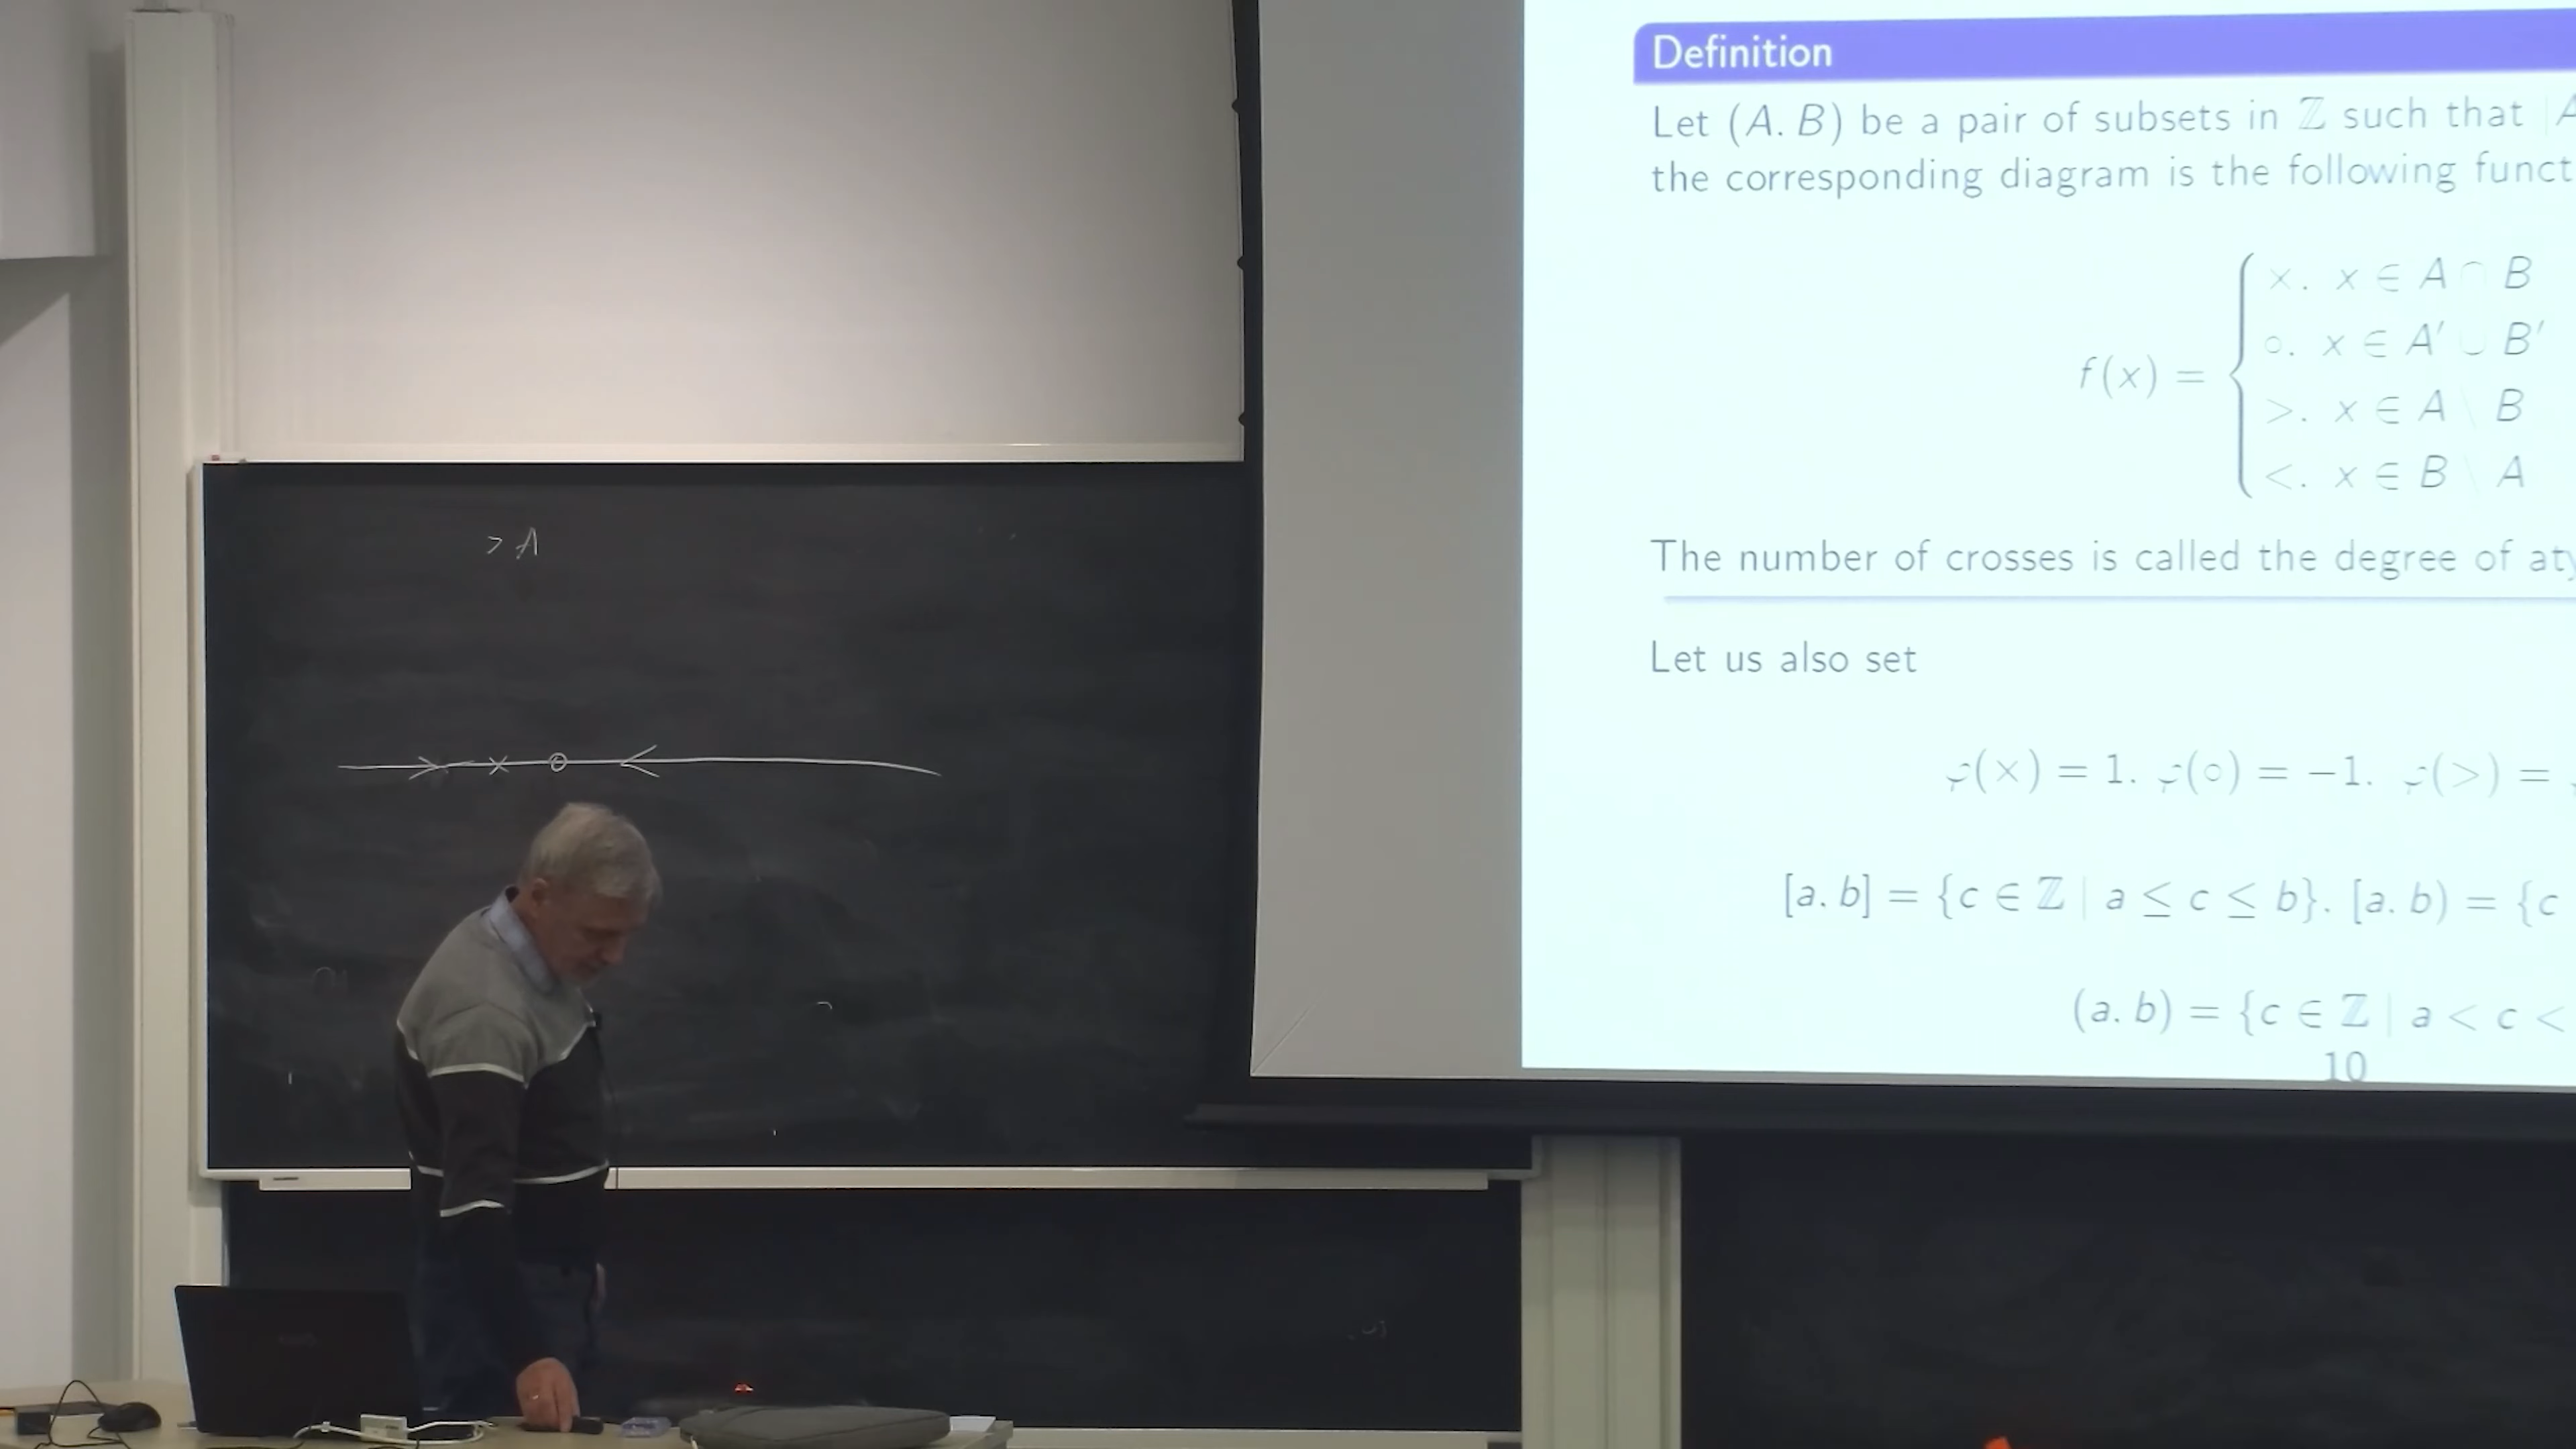 > A
> × ○ <
Definition
Let (A. B) be a pair of subsets in ℤ such that |A
the corresponding diagram is the following funct
f(x) = { ×. x ∈ A ∩ B
○. x ∈ A′ ∪ B′
>. x ∈ A \ B
<. x ∈ B \ A
The number of crosses is called the degree of aty
Let us also set
φ(×) = 1. φ(○) = −1. φ(>) =
[a. b] = {c ∈ ℤ | a ≤ c ≤ b}. [a. b) = {c
(a. b) = {c ∈ ℤ | a < c <
10